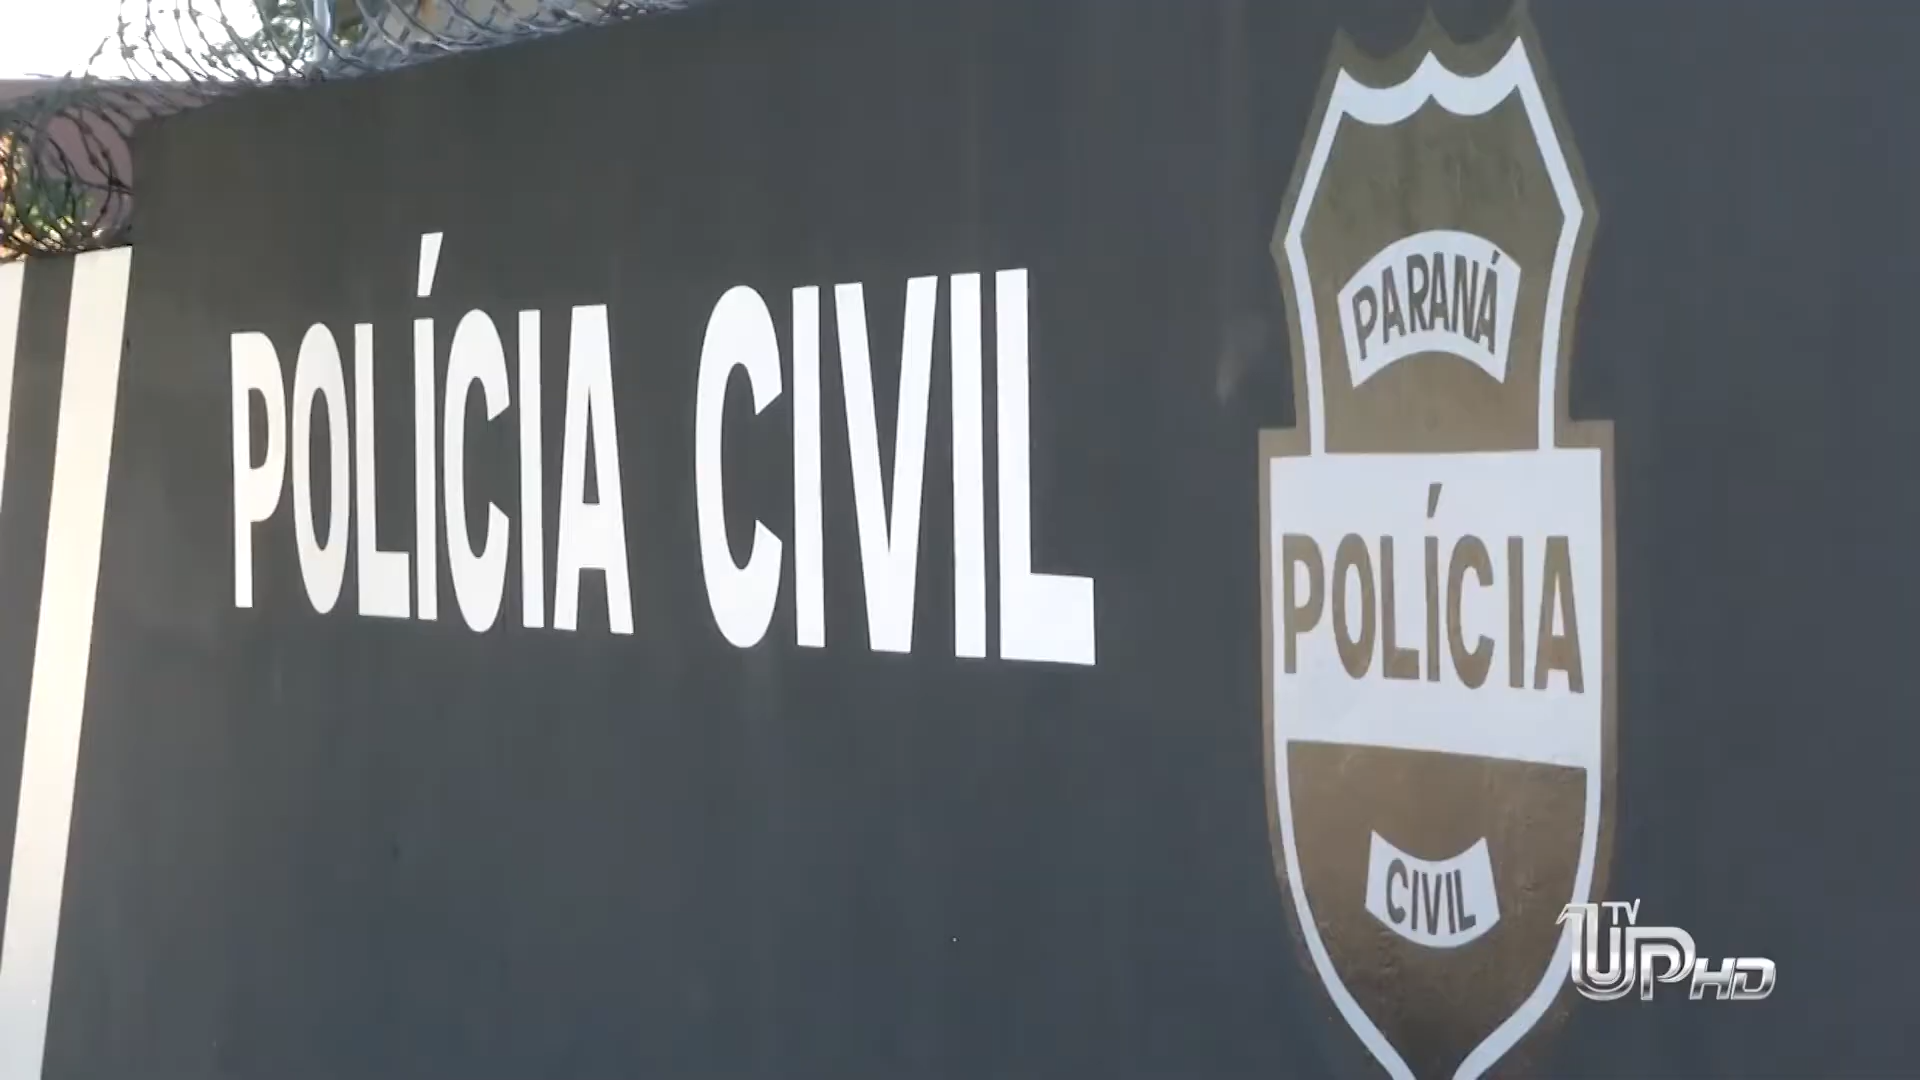 POLÍCIA CIVIL
PARANÁ
POLÍCIA
CIVIL
TV
UP HD